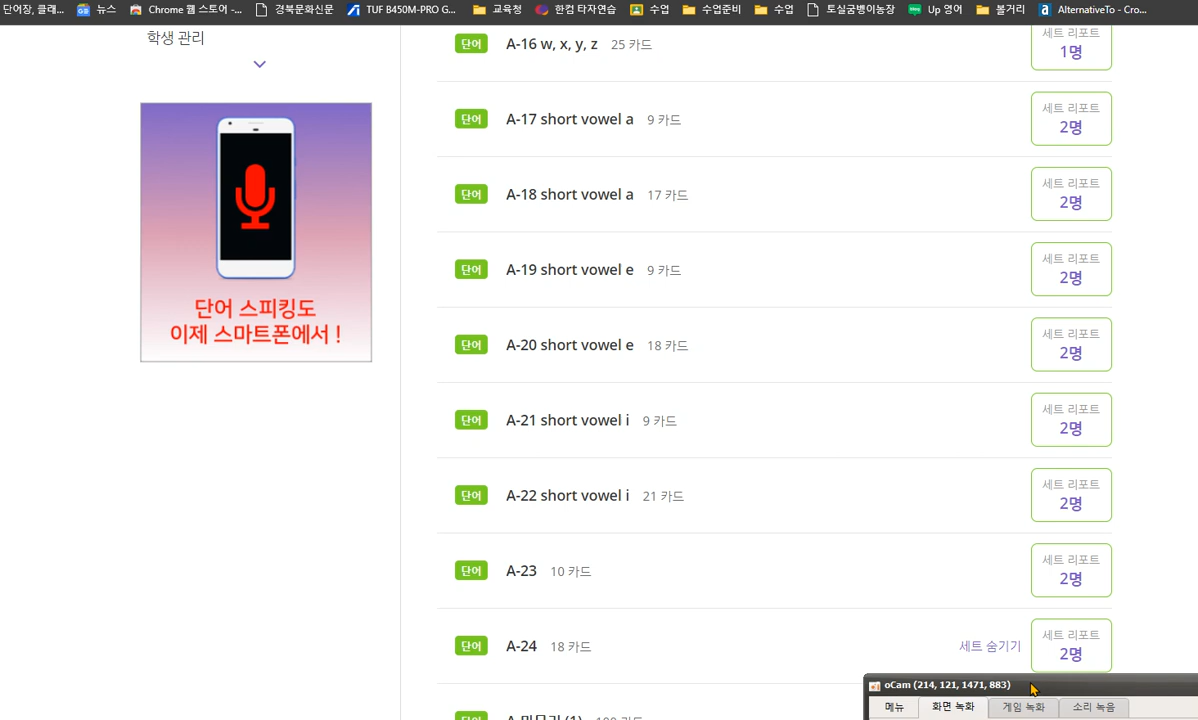 단어장, 클래... 뉴스 Chrome 웹 스토어 -... 경북문화신문 TUF B450M-PRO G... 교육청 한컴 타자연습 수업 수업준비 수업 토실굼벵이농장 Up 영어 볼거리 AlternativeTo - Cro...
학생 관리
단어 스피킹도
이제 스마트폰에서 !
단어 A-16 w, x, y, z 25 카드 세트 리포트
1명
단어 A-17 short vowel a 9 카드 세트 리포트
2명
단어 A-18 short vowel a 17 카드 세트 리포트
2명
단어 A-19 short vowel e 9 카드 세트 리포트
2명
단어 A-20 short vowel e 18 카드 세트 리포트
2명
단어 A-21 short vowel i 9 카드 세트 리포트
2명
단어 A-22 short vowel i 21 카드 세트 리포트
2명
단어 A-23 10 카드 세트 리포트
2명
단어 A-24 18 카드 세트 숨기기 세트 리포트
2명
oCam (214, 121, 1471, 883)
메뉴 화면 녹화 게임 녹화 소리 녹음